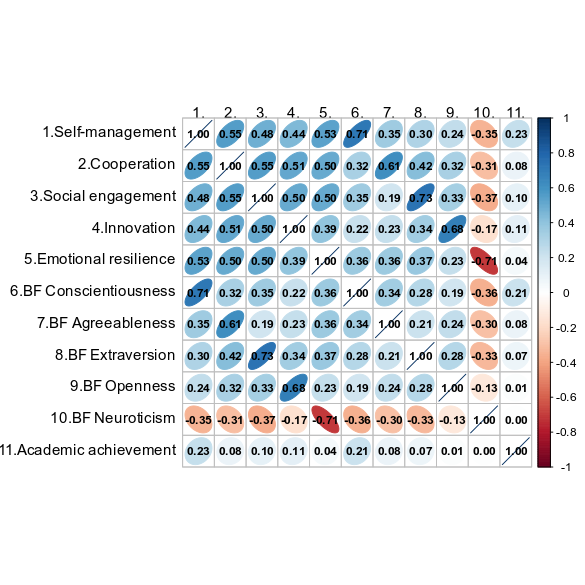 1. 2. 3. 4. 5. 6. 7. 8. 9. 10. 11.
1.Self-management 1.00 0.55 0.48 0.44 0.53 0.71 0.35 0.30 0.24 -0.35 0.23 1
2.Cooperation 0.55 1.00 0.55 0.51 0.50 0.32 0.61 0.42 0.32 -0.31 0.08 0.8
3.Social engagement 0.48 0.55 1.00 0.50 0.50 0.35 0.19 0.73 0.33 -0.37 0.10 0.6
4.Innovation 0.44 0.51 0.50 1.00 0.39 0.22 0.23 0.34 0.68 -0.17 0.11 0.4
5.Emotional resilience 0.53 0.50 0.50 0.39 1.00 0.36 0.36 0.37 0.23 -0.71 0.04 0.2
6.BF Conscientiousness 0.71 0.32 0.35 0.22 0.36 1.00 0.34 0.28 0.19 -0.36 0.21 0
7.BF Agreeableness 0.35 0.61 0.19 0.23 0.36 0.34 1.00 0.21 0.24 -0.30 0.08 -0.2
8.BF Extraversion 0.30 0.42 0.73 0.34 0.37 0.28 0.21 1.00 0.28 -0.33 0.07 -0.4
9.BF Openness 0.24 0.32 0.33 0.68 0.23 0.19 0.24 0.28 1.00 -0.13 0.01 -0.6
10.BF Neuroticism -0.35 -0.31 -0.37 -0.17 -0.71 -0.36 -0.30 -0.33 -0.13 1.00 0.00 -0.8
11.Academic achievement 0.23 0.08 0.10 0.11 0.04 0.21 0.08 0.07 0.01 0.00 1.00 -1